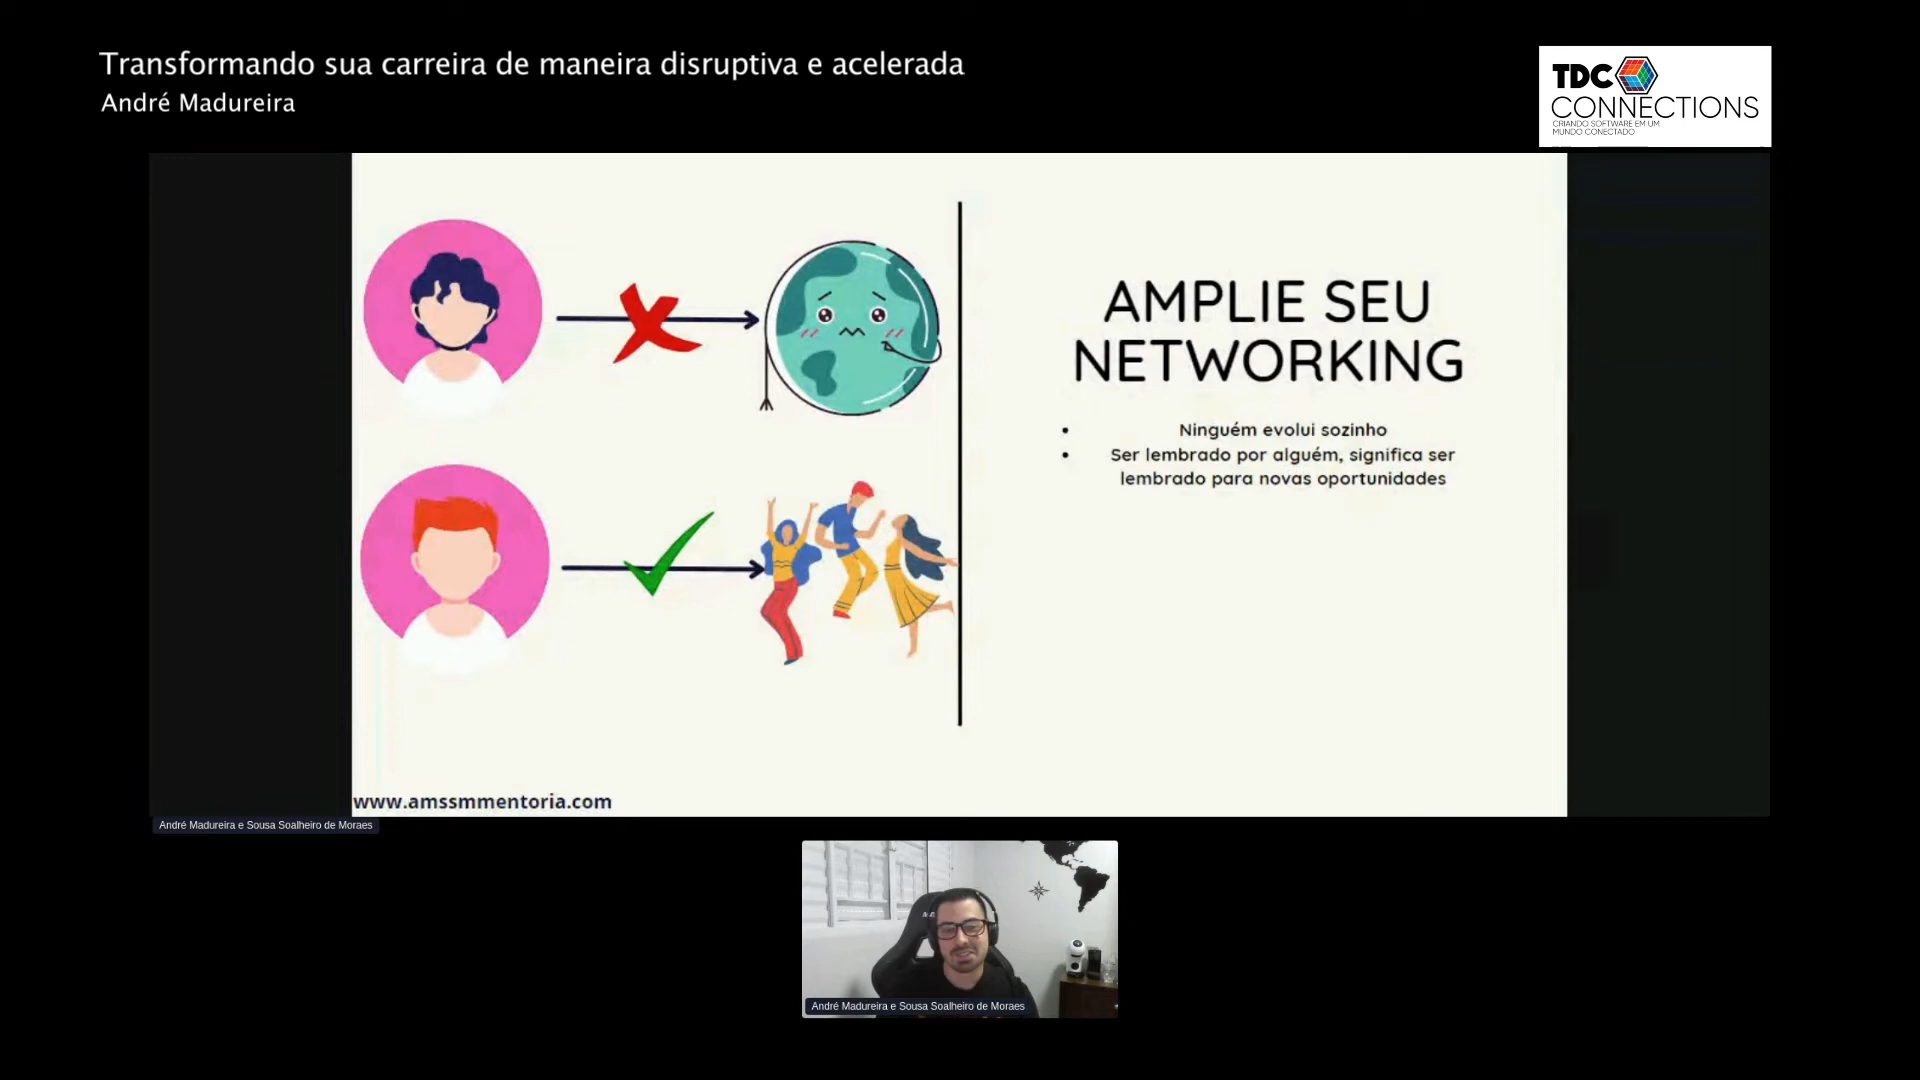 Transformando sua carreira de maneira disruptiva e acelerada
André Madureira
TDC
CONNECTIONS
CRIANDO SOFTWARE EM UM
MUNDO CONECTADO
AMPLIE SEU
NETWORKING
• Ninguém evolui sozinho
• Ser lembrado por alguém, significa ser
lembrado para novas oportunidades
www.amssmmentoria.com
André Madureira e Sousa Soalheiro de Moraes
André Madureira e Sousa Soalheiro de Moraes